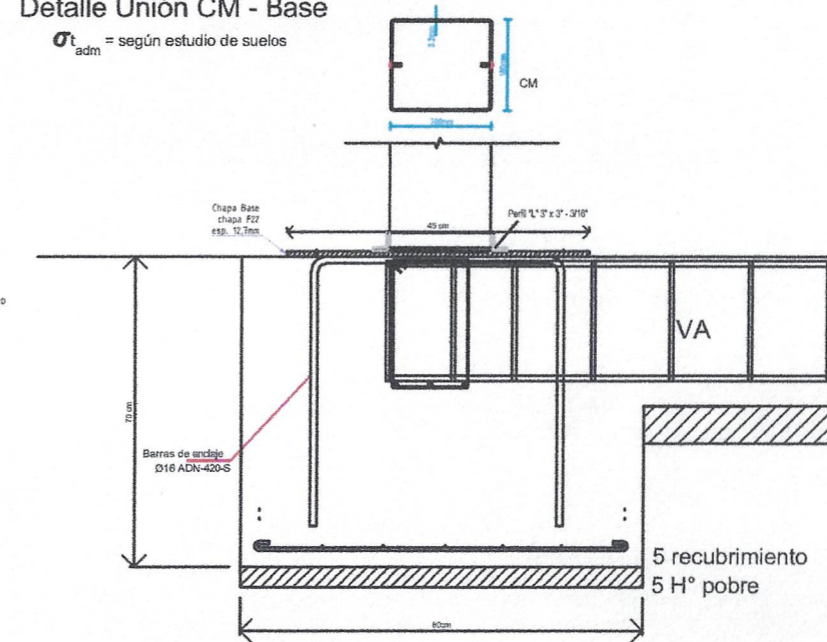 Detalle Unión CM - Base
σt adm = según estudio de suelos
CM
Chapa Base
chapa F22
esp. 12,7mm
45 cm
Perfil "L" 3" x 3" - 3/16"
VA
70 cm
Barras de anclaje
Ø16 ADN-420-S
5 recubrimiento
5 H° pobre